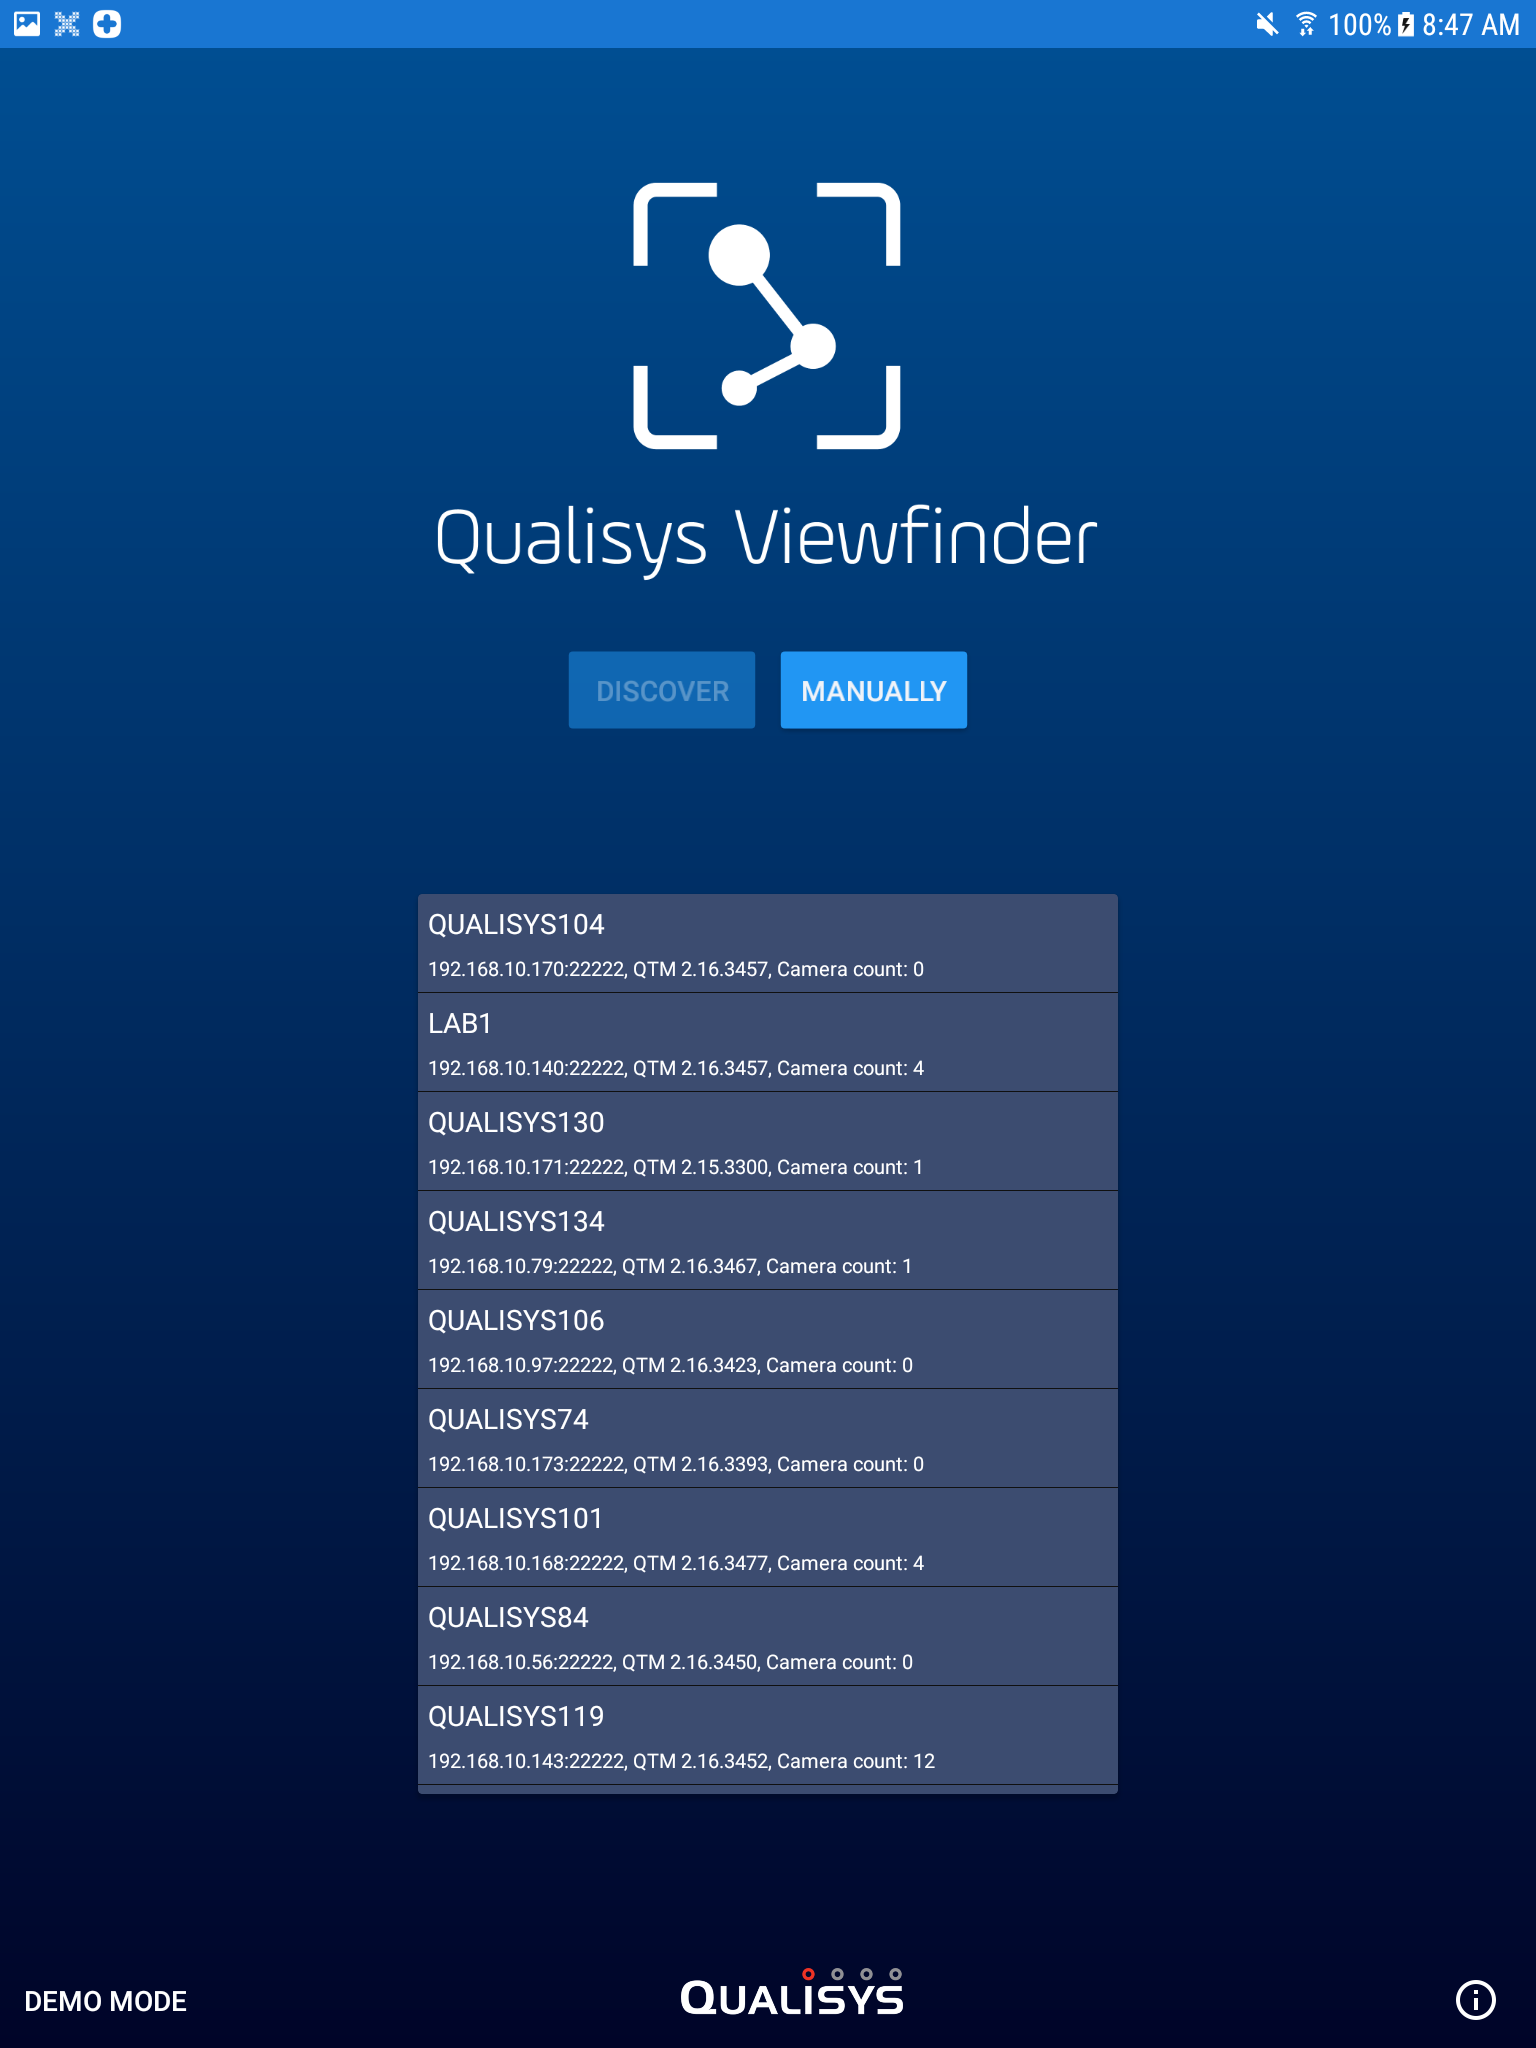 100% 8:47 AM
Qualisys Viewfinder
DISCOVER MANUALLY
QUALISYS104
192.168.10.170:22222, QTM 2.16.3457, Camera count: 0
LAB1
192.168.10.140:22222, QTM 2.16.3457, Camera count: 4
QUALISYS130
192.168.10.171:22222, QTM 2.15.3300, Camera count: 1
QUALISYS134
192.168.10.79:22222, QTM 2.16.3467, Camera count: 1
QUALISYS106
192.168.10.97:22222, QTM 2.16.3423, Camera count: 0
QUALISYS74
192.168.10.173:22222, QTM 2.16.3393, Camera count: 0
QUALISYS101
192.168.10.168:22222, QTM 2.16.3477, Camera count: 4
QUALISYS84
192.168.10.56:22222, QTM 2.16.3450, Camera count: 0
QUALISYS119
192.168.10.143:22222, QTM 2.16.3452, Camera count: 12
DEMO MODE
QUALISYS